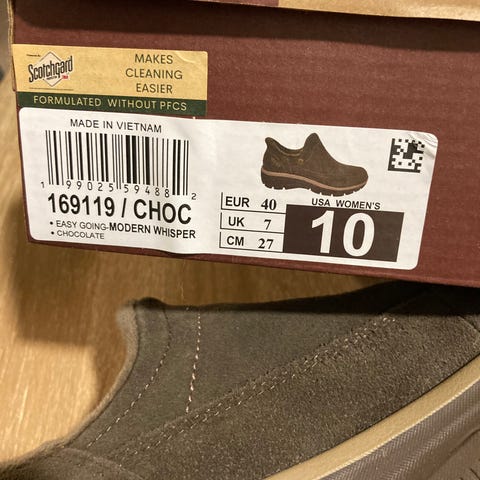 Scotchgard
MAKES
CLEANING
EASIER
FORMULATED WITHOUT PFCS
MADE IN VIETNAM
1 99025 59488 2
169119 / CHOC
• EASY GOING-MODERN WHISPER
• CHOCOLATE
EUR 40
UK 7
CM 27
USA WOMEN'S
10